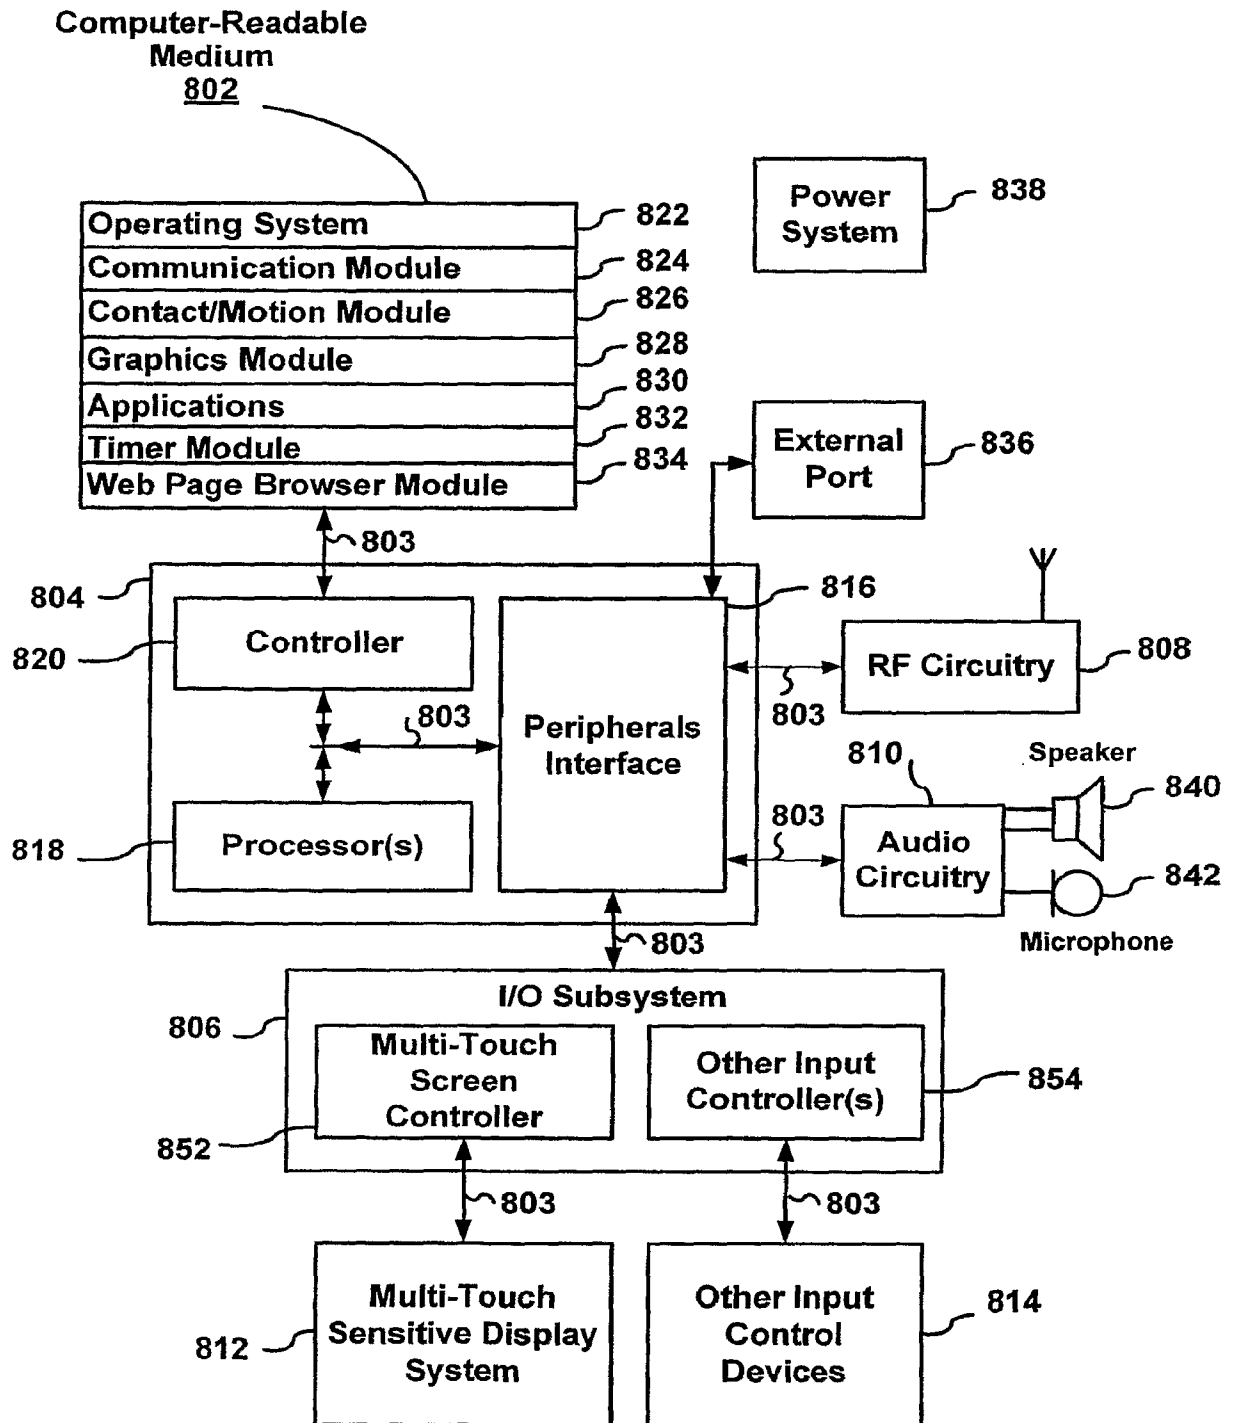 Computer-Readable
Medium
802
Operating System
822
Communication Module
824
Contact/Motion Module
826
Graphics Module
828
Applications
830
Timer Module
832
Web Page Browser Module
834
Power
System
838
External
Port
836
803
804
Controller
820
803
Processor(s)
818
Peripherals
Interface
816
803
RF Circuitry
808
803
810
Audio
Circuitry
Speaker
840
842
Microphone
803
I/O Subsystem
806
Multi-Touch
Screen
Controller
852
Other Input
Controller(s)
854
803
803
Multi-Touch
Sensitive Display
System
812
Other Input
Control
Devices
814